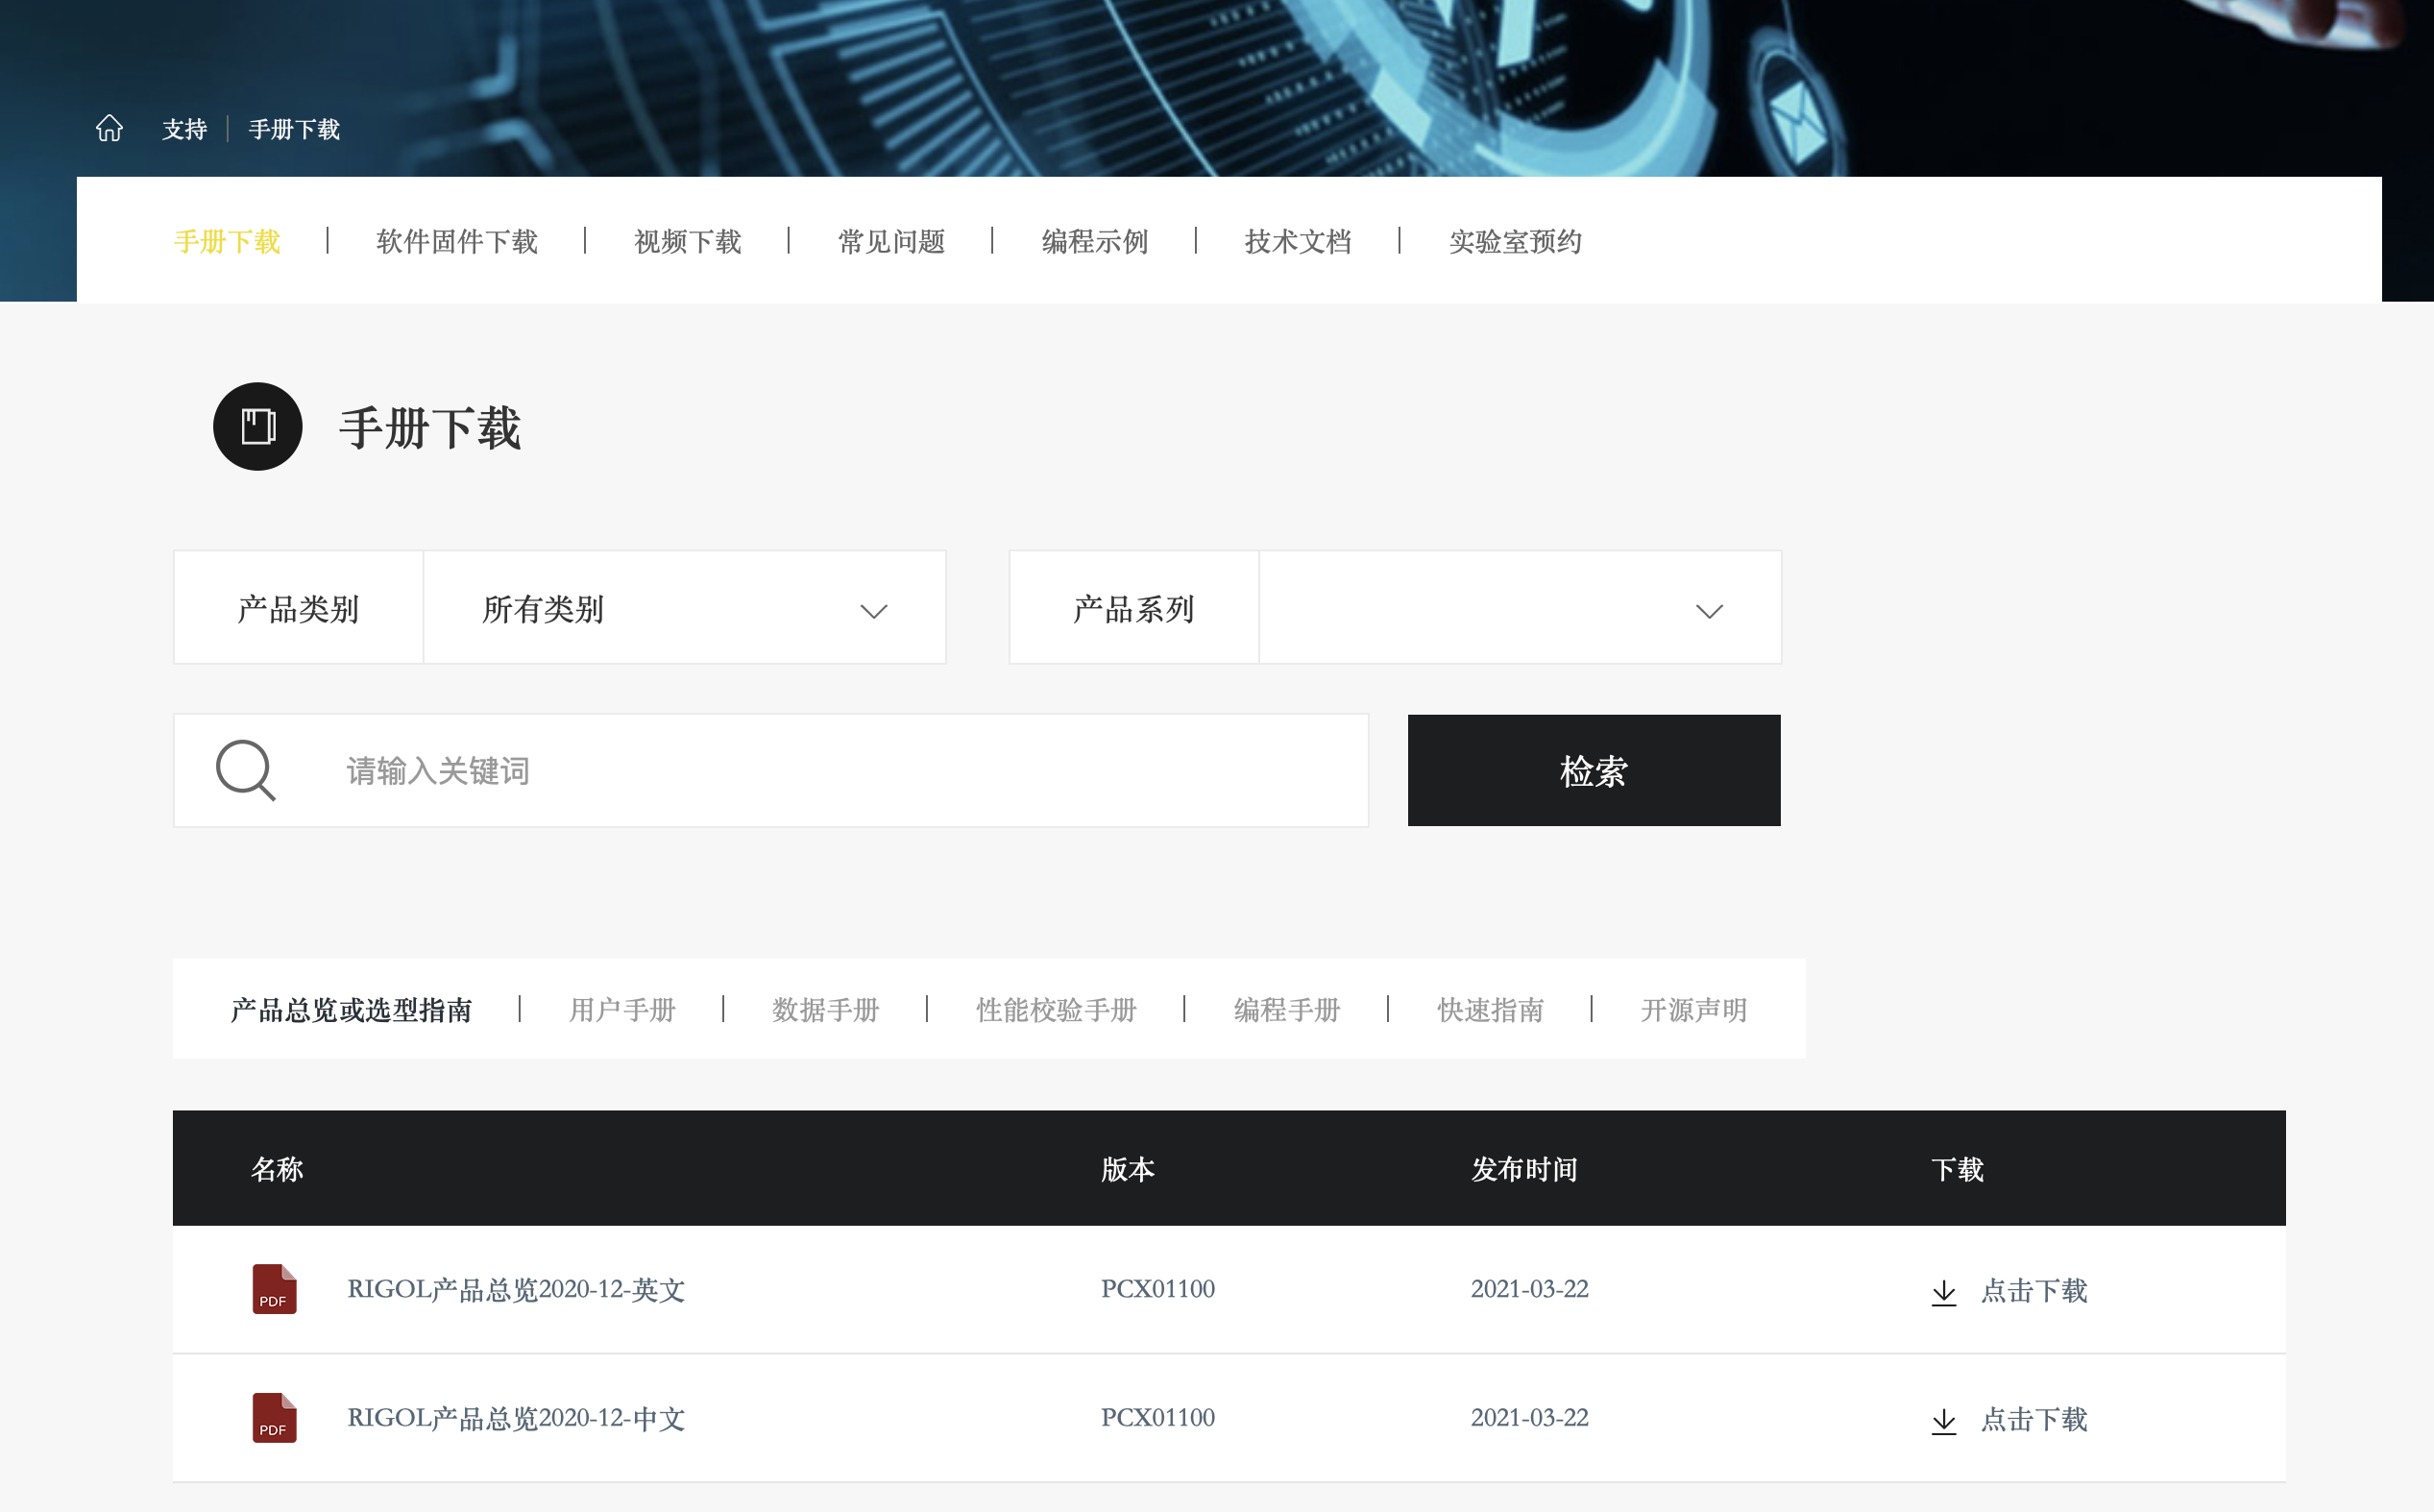 支持 | 手册下载
手册下载 | 软件固件下载 | 视频下载 | 常见问题 | 编程示例 | 技术文档 | 实验室预约
手册下载
产品类别 所有类别 产品系列
请输入关键词 检索
产品总览或选型指南 | 用户手册 | 数据手册 | 性能校验手册 | 编程手册 | 快速指南 | 开源声明
名称 版本 发布时间 下载
PDF RIGOL产品总览2020-12-英文 PCX01100 2021-03-22 点击下载
PDF RIGOL产品总览2020-12-中文 PCX01100 2021-03-22 点击下载